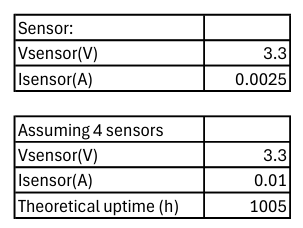 Sensor:
Vsensor(V) 3.3
Isensor(A) 0.0025
Assuming 4 sensors
Vsensor(V) 3.3
Isensor(A) 0.01
Theoretical uptime (h) 1005